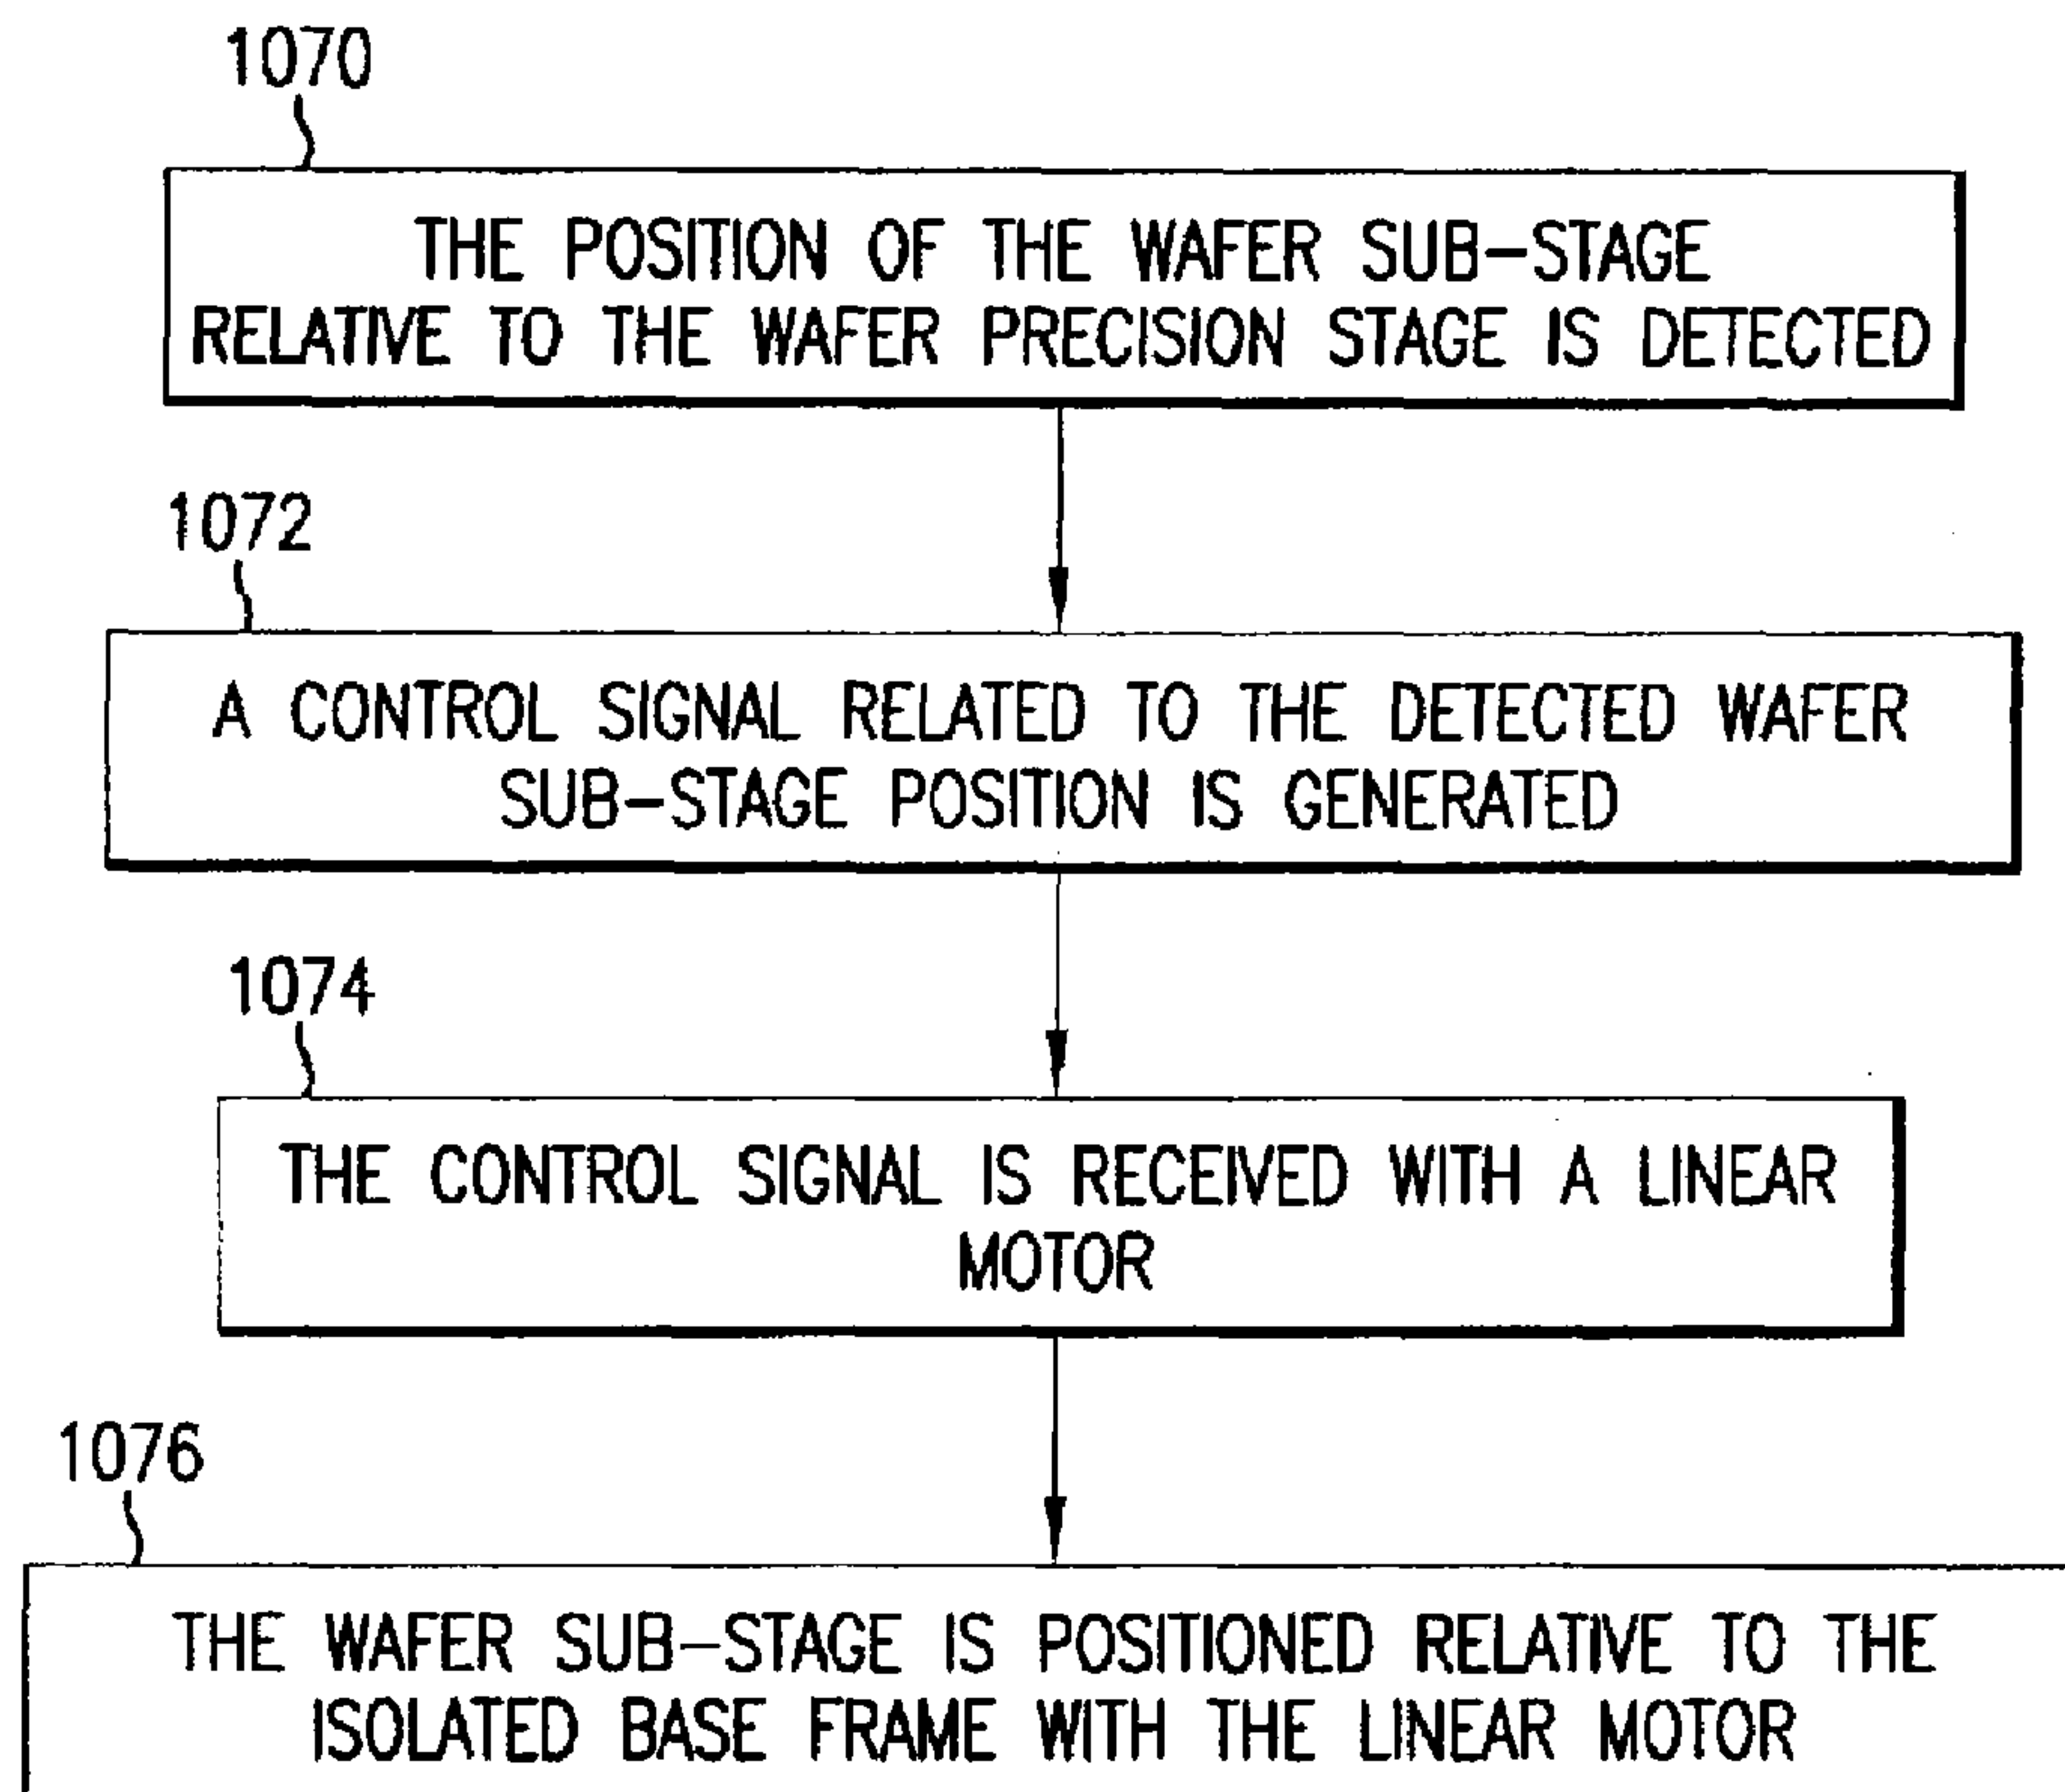 1070
THE POSITION OF THE WAFER SUB-STAGE
RELATIVE TO THE WAFER PRECISION STAGE IS DETECTED
1072
A CONTROL SIGNAL RELATED TO THE DETECTED WAFER
SUB-STAGE POSITION IS GENERATED
1074
THE CONTROL SIGNAL IS RECEIVED WITH A LINEAR
MOTOR
1076
THE WAFER SUB-STAGE IS POSITIONED RELATIVE TO THE
ISOLATED BASE FRAME WITH THE LINEAR MOTOR